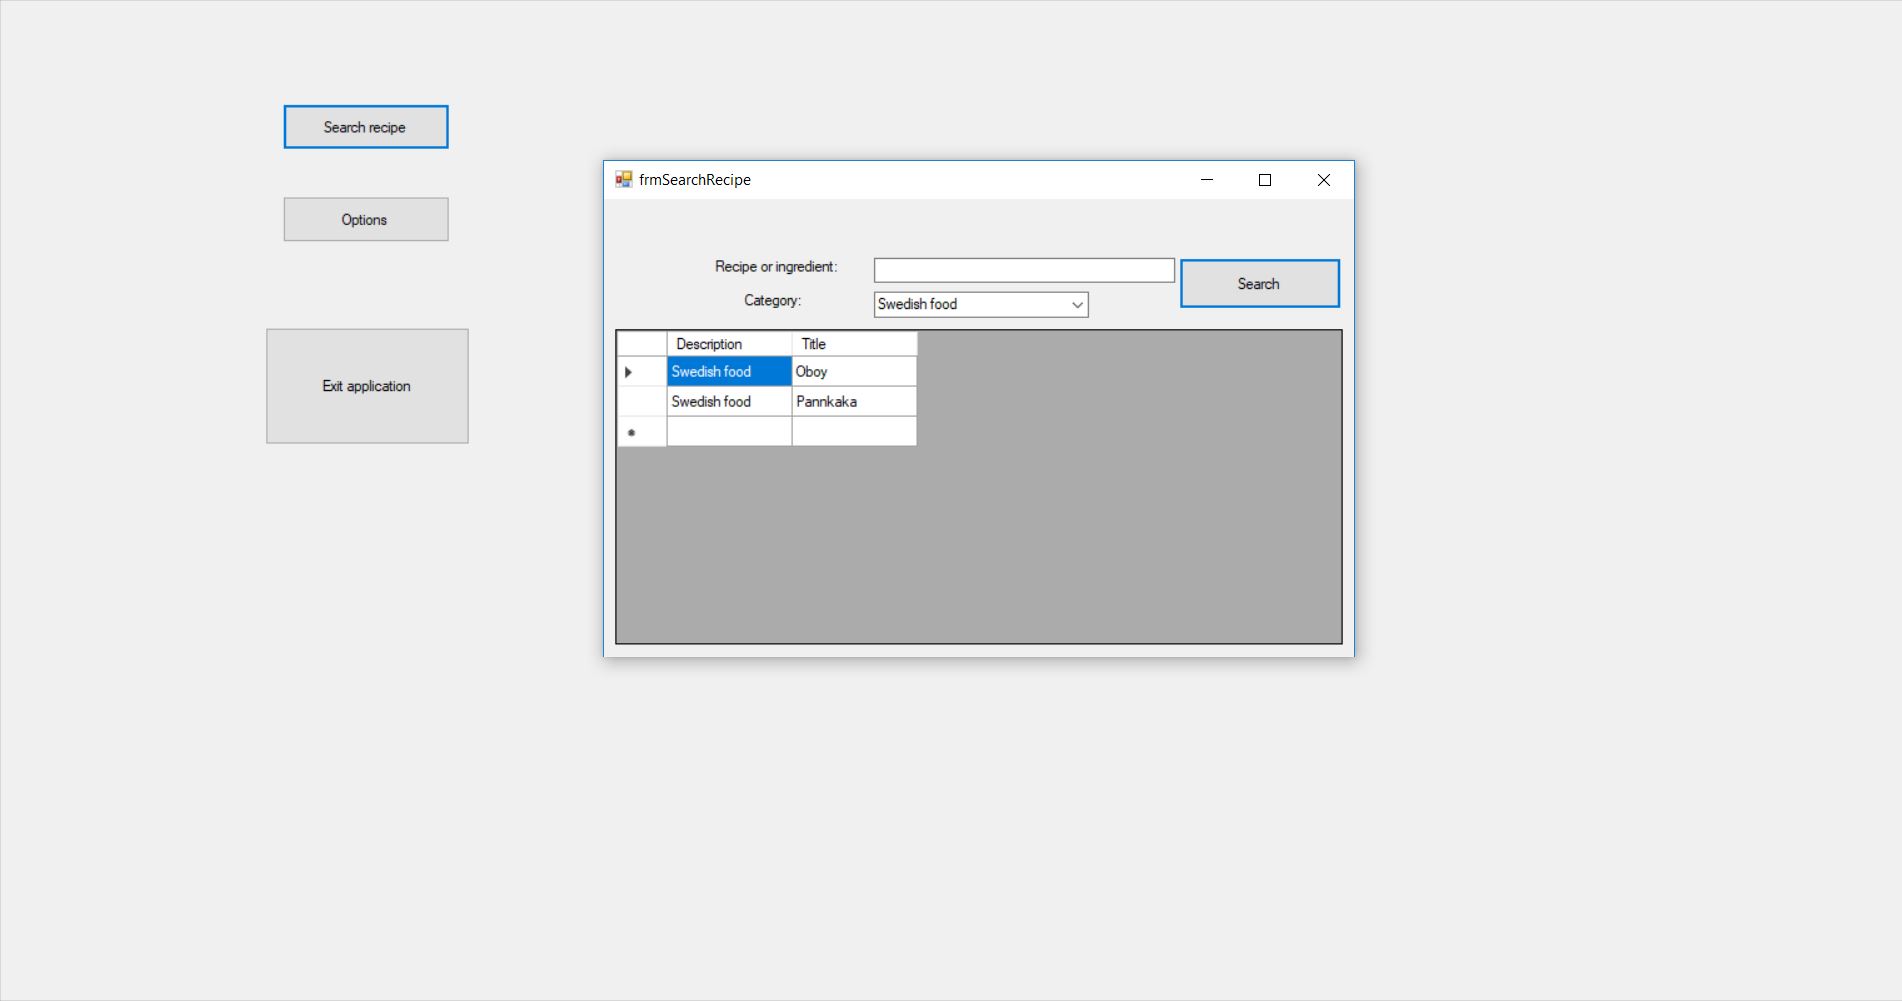 Search recipe
Options
Exit application
frmSearchRecipe
Recipe or ingredient:
Search
Category:
Swedish food
Description Title
Swedish food Oboy
Swedish food Pannkaka